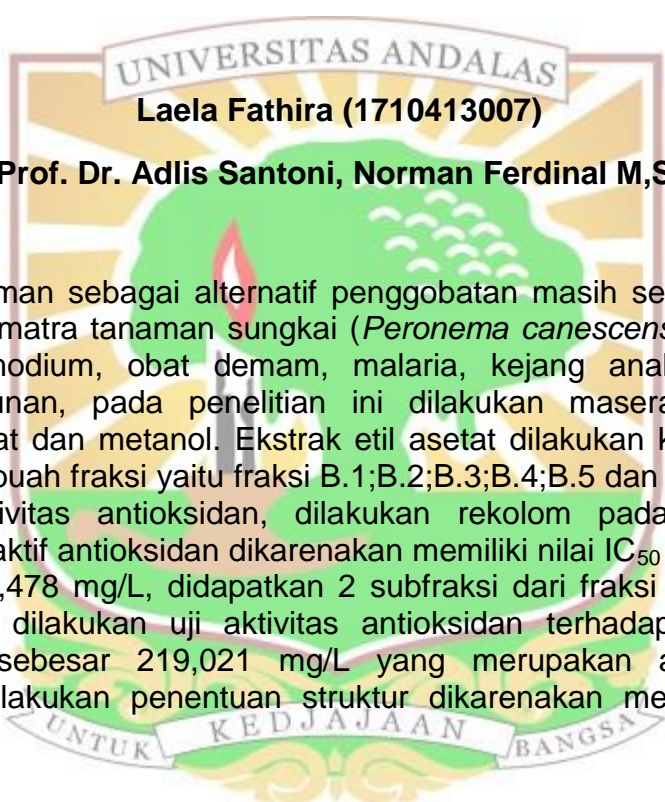 UNIVERSITAS ANDALAS
Laela Fathira (1710413007)
Prof. Dr. Adlis Santoni, Norman Ferdinal M,S
man sebagai alternatif penggobatan masih se
matra tanaman sungkai (Peronema canescens
nodium, obat demam, malaria, kejang anal
unan, pada penelitian ini dilakukan masera
at dan metanol. Ekstrak etil asetat dilakukan k
buah fraksi yaitu fraksi B.1;B.2;B.3;B.4;B.5 dan
ivitas antioksidan, dilakukan rekolom pada
aktif antioksidan dikarenakan memiliki nilai IC50
,478 mg/L, didapatkan 2 subfraksi dari fraksi
dilakukan uji aktivitas antioksidan terhadap
sebesar 219,021 mg/L yang merupakan a
lakukan penentuan struktur dikarenakan me
UNTUK KEDJAJAAN BANGSA